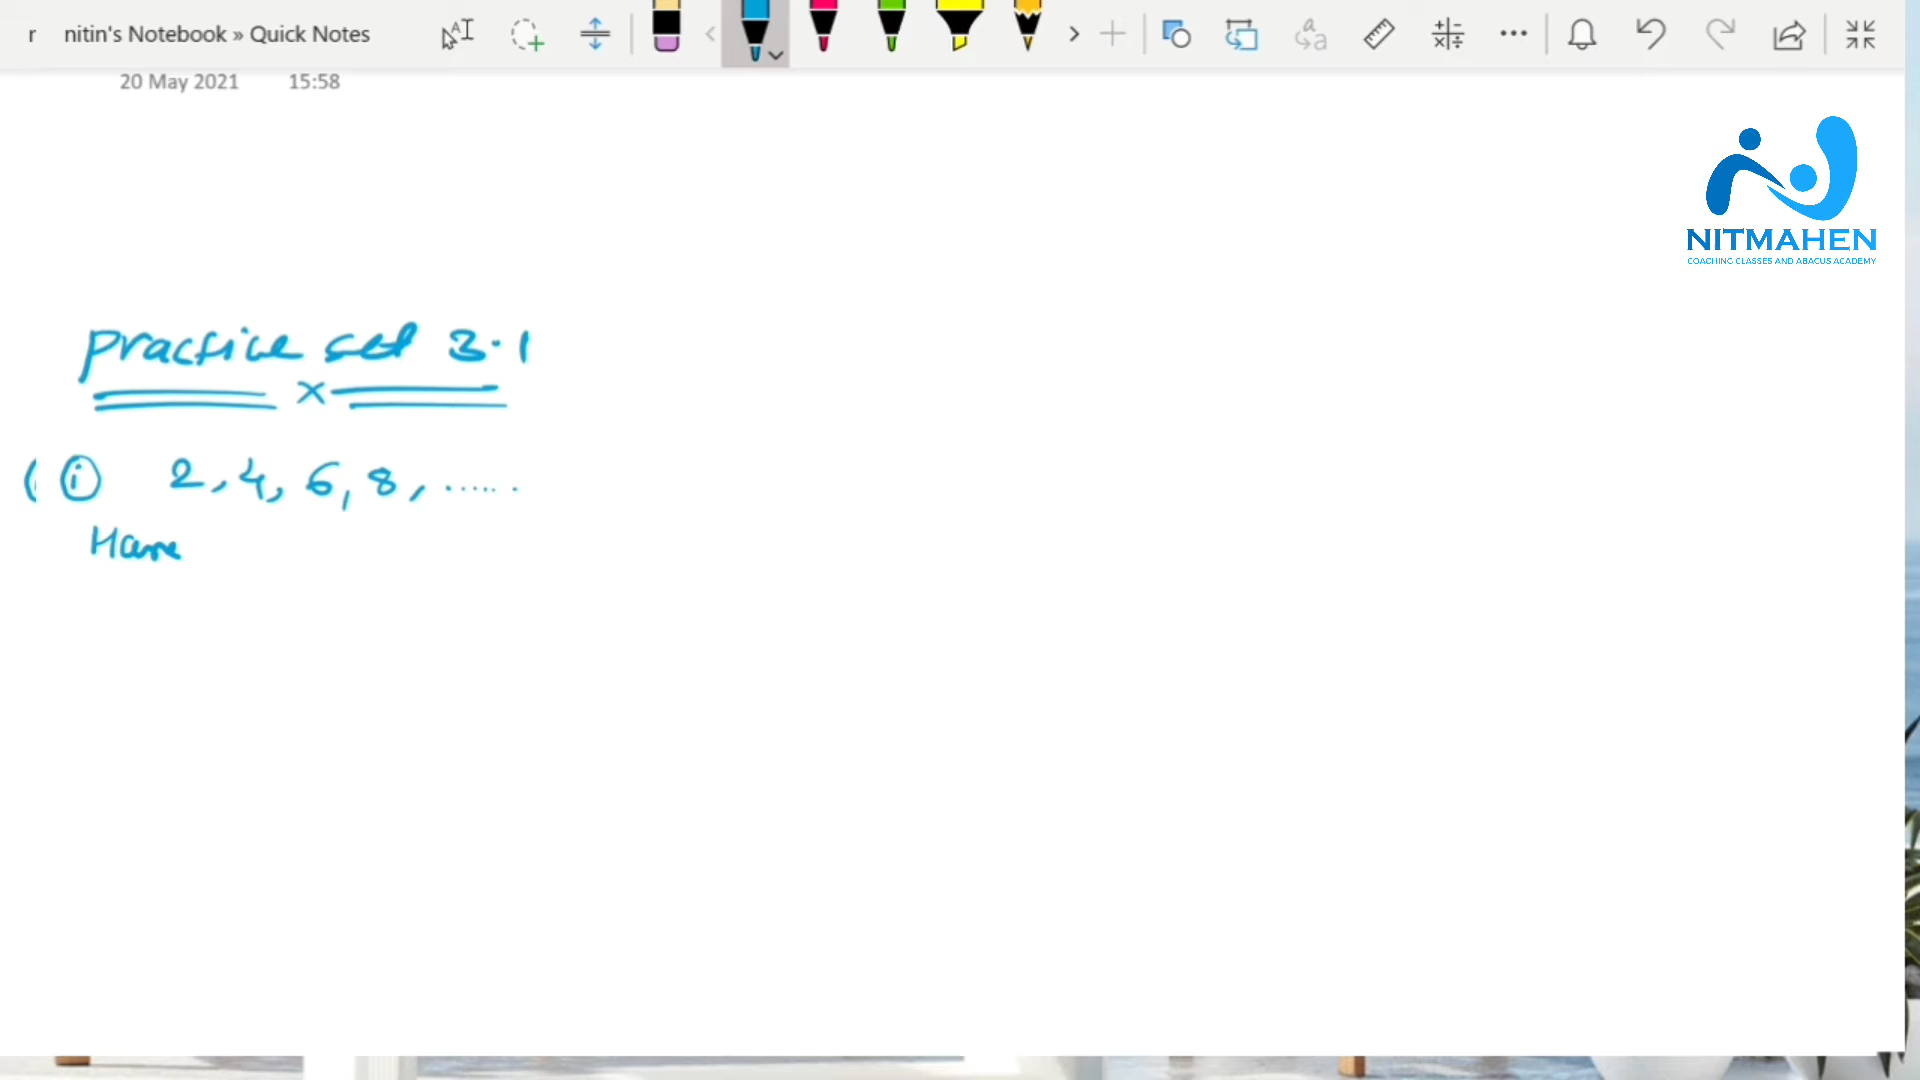 r nitin's Notebook » Quick Notes
20 May 2021 15:58
NITMAHEN
COACHING CLASSES AND ABACUS ACADEMY
practice set 3.1
x
( (i) 2, 4, 6, 8, ......
Hare